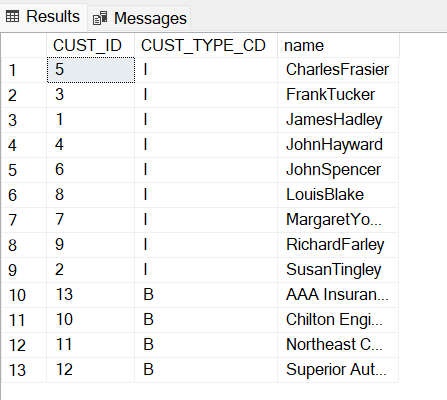 Results Messages
CUST_ID CUST_TYPE_CD name
1 5 I CharlesFrasier
2 3 I FrankTucker
3 1 I JamesHadley
4 4 I JohnHayward
5 6 I JohnSpencer
6 8 I LouisBlake
7 7 I MargaretYo...
8 9 I RichardFarley
9 2 I SusanTingley
10 13 B AAA Insuran...
11 10 B Chilton Engi...
12 11 B Northeast C...
13 12 B Superior Aut...